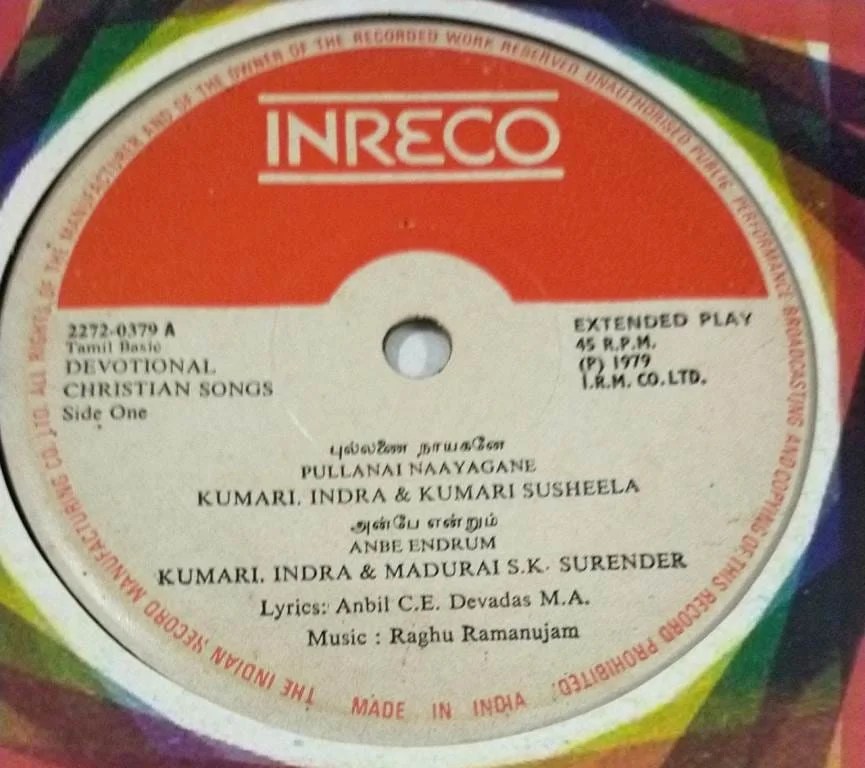 ALL RIGHTS OF THE MANUFACTURER AND OF THE OWNER OF THE RECORDED WORK RESERVED UNAUTHORISED PUBLIC PERFORMANCE BROADCASTING AND COPYING OF THIS RECORD PROHIBITED.
INRECO
2272-0379 A
Tamil Basic
DEVOTIONAL
CHRISTIAN SONGS
Side One
EXTENDED PLAY
45 R.P.M.
(P) 1979
I.R.M. CO. LTD.
புல்லணை நாயகனே
PULLANAI NAAYAGANE
KUMARI. INDRA & KUMARI SUSHEELA
அன்பே என்றும்
ANBE ENDRUM
KUMARI. INDRA & MADURAI S.K. SURENDER
Lyrics: Anbil C.E. Devadas M.A.
Music : Raghu Ramanujam
THE INDIAN RECORD MANUFACTURING CO. LTD.
MADE IN INDIA